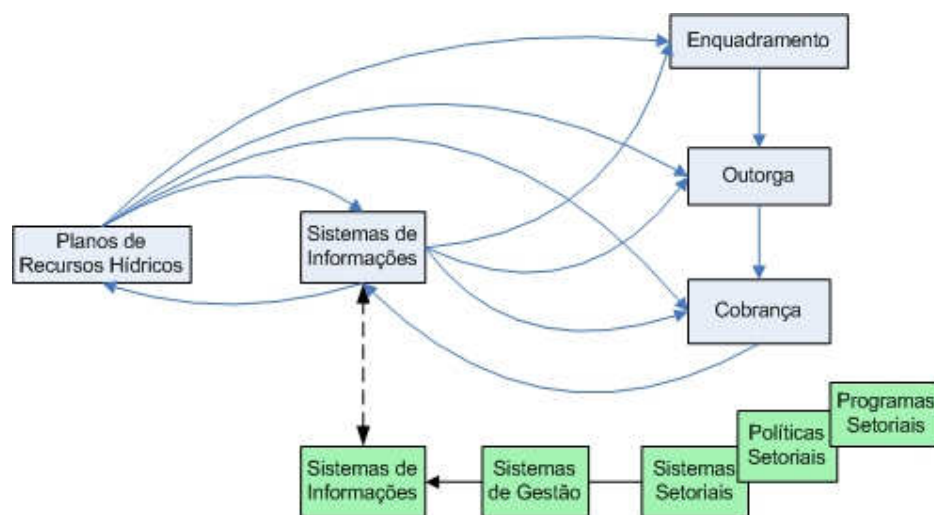 Enquadramento
Outorga
Planos de
Recursos Hídricos
Sistemas de
Informações
Cobrança
Programas
Setoriais
Políticas
Setoriais
Sistemas de
Informações
Sistemas
de Gestão
Sistemas
Setoriais